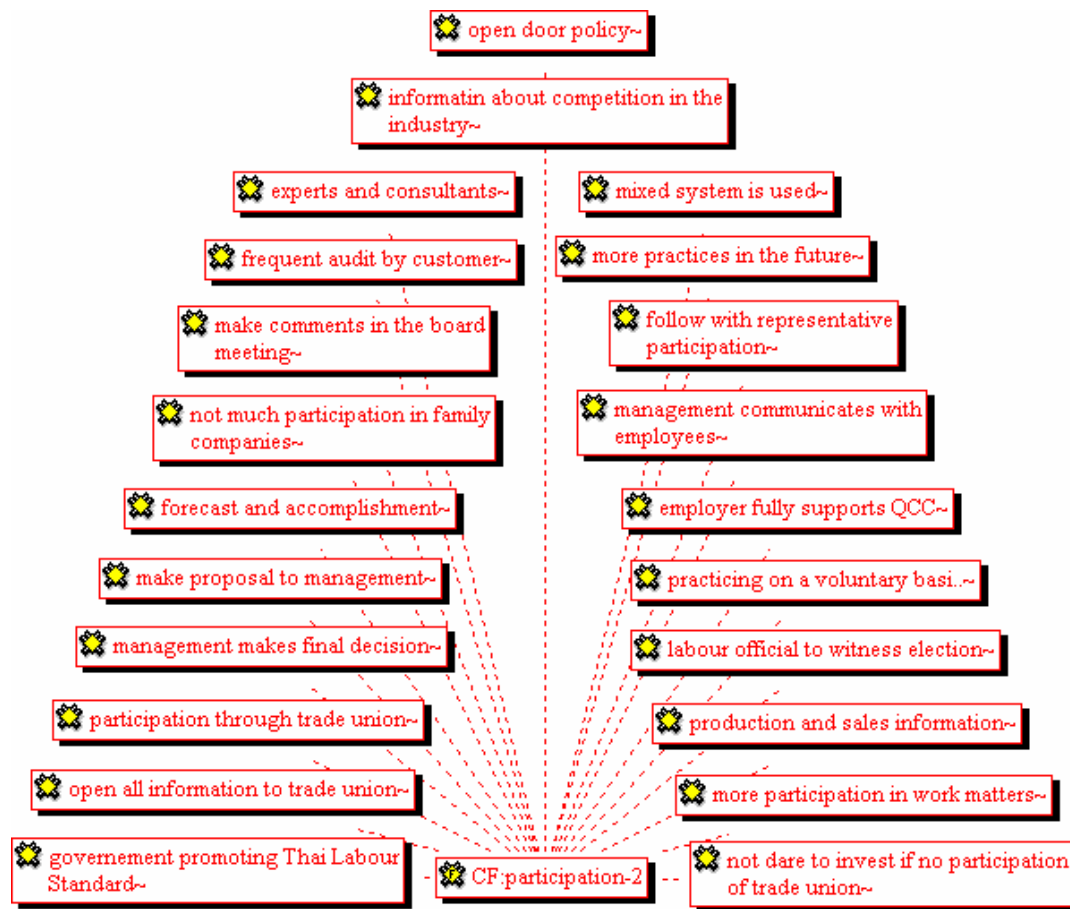 open door policy~
informatin about competition in the
industry~
experts and consultants~
mixed system is used~
frequent audit by customer~
more practices in the future~
make comments in the board
meeting~
follow with representative
participation~
not much participation in family
companies~
management communicates with
employees~
forecast and accomplishment~
employer fully supports QCC~
make proposal to management~
practicing on a voluntary basi..~
management makes final decision~
labour official to witness election~
participation through trade union~
production and sales information~
open all information to trade union~
more participation in work matters~
governement promoting Thai Labour
Standard~
CF:participation-2
not dare to invest if no participation
of trade union~